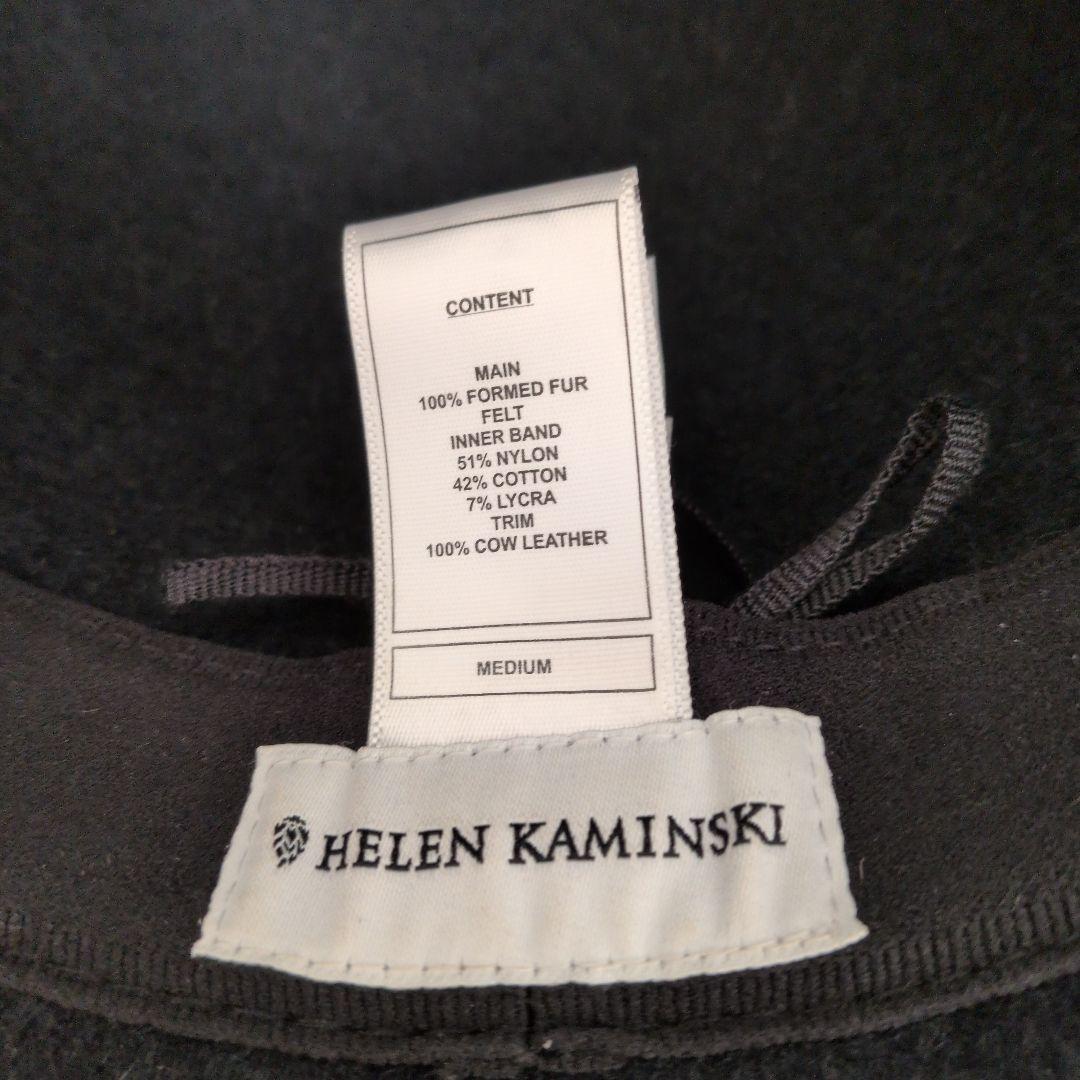 CONTENT
MAIN
100% FORMED FUR
FELT
INNER BAND
51% NYLON
42% COTTON
7% LYCRA
TRIM
100% COW LEATHER
MEDIUM
HELEN KAMINSKI